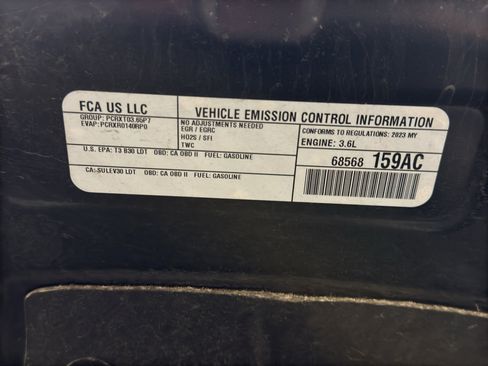 FCA US LLC
GROUP: PCRXT03.65P7
EVAP: PCRXR0140RP0
VEHICLE EMISSION CONTROL INFORMATION
NO ADJUSTMENTS NEEDED
EGR / EGRC
HO2S / SFI
TWC
CONFORMS TO REGULATIONS: 2023 MY
ENGINE: 3.6L
U.S. EPA: T3 B30 LDT OBD: CA OBD II FUEL: GASOLINE
68568 159AC
CA: SULEV30 LDT OBD: CA OBD II FUEL: GASOLINE